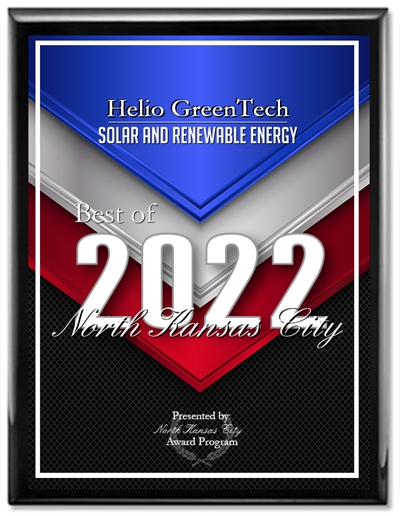 Helio GreenTech
SOLAR AND RENEWABLE ENERGY
Best of
2022
North Kansas City
Presented by:
North Kansas City
Award Program